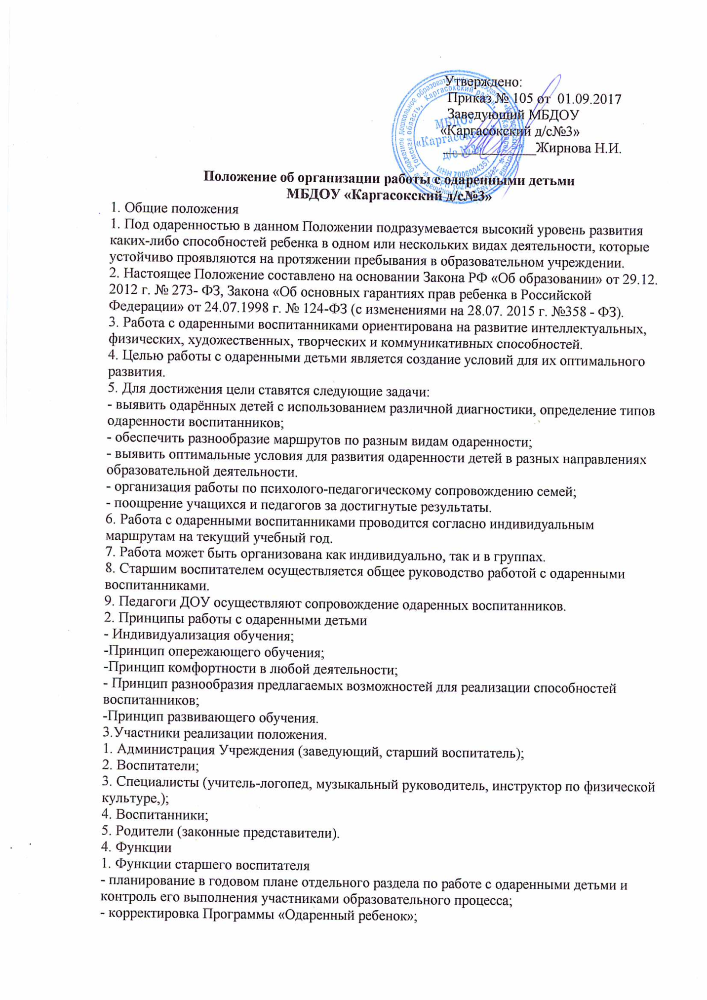 Утверждено:
Приказ № 105 от 01.09.2017
Заведующий МБДОУ
«Каргасокский д/с№3»
_____________Жирнова Н.И.
МБДОУ
«Каргасокский
д/с №3»
ИНН 7006004357
Положение об организации работы с одаренными детьми
МБДОУ «Каргасокский д/с№3»
1. Общие положения
1. Под одаренностью в данном Положении подразумевается высокий уровень развития
каких-либо способностей ребенка в одном или нескольких видах деятельности, которые
устойчиво проявляются на протяжении пребывания в образовательном учреждении.
2. Настоящее Положение составлено на основании Закона РФ «Об образовании» от 29.12.
2012 г. № 273- ФЗ, Закона «Об основных гарантиях прав ребенка в Российской
Федерации» от 24.07.1998 г. № 124-ФЗ (с изменениями на 28.07. 2015 г. №358 - ФЗ).
3. Работа с одаренными воспитанниками ориентирована на развитие интеллектуальных,
физических, художественных, творческих и коммуникативных способностей.
4. Целью работы с одаренными детьми является создание условий для их оптимального
развития.
5. Для достижения цели ставятся следующие задачи:
- выявить одарённых детей с использованием различной диагностики, определение типов
одаренности воспитанников;
- обеспечить разнообразие маршрутов по разным видам одаренности;
- выявить оптимальные условия для развития одаренности детей в разных направлениях
образовательной деятельности.
- организация работы по психолого-педагогическому сопровождению семей;
- поощрение учащихся и педагогов за достигнутые результаты.
6. Работа с одаренными воспитанниками проводится согласно индивидуальным
маршрутам на текущий учебный год.
7. Работа может быть организована как индивидуально, так и в группах.
8. Старшим воспитателем осуществляется общее руководство работой с одаренными
воспитанниками.
9. Педагоги ДОУ осуществляют сопровождение одаренных воспитанников.
2. Принципы работы с одаренными детьми
- Индивидуализация обучения;
-Принцип опережающего обучения;
-Принцип комфортности в любой деятельности;
- Принцип разнообразия предлагаемых возможностей для реализации способностей
воспитанников;
-Принцип развивающего обучения.
3.Участники реализации положения.
1. Администрация Учреждения (заведующий, старший воспитатель);
2. Воспитатели;
3. Специалисты (учитель-логопед, музыкальный руководитель, инструктор по физической
культуре,);
4. Воспитанники;
5. Родители (законные представители).
4. Функции
1. Функции старшего воспитателя
- планирование в годовом плане отдельного раздела по работе с одаренными детьми и
контроль его выполнения участниками образовательного процесса;
- корректировка Программы «Одаренный ребенок»;